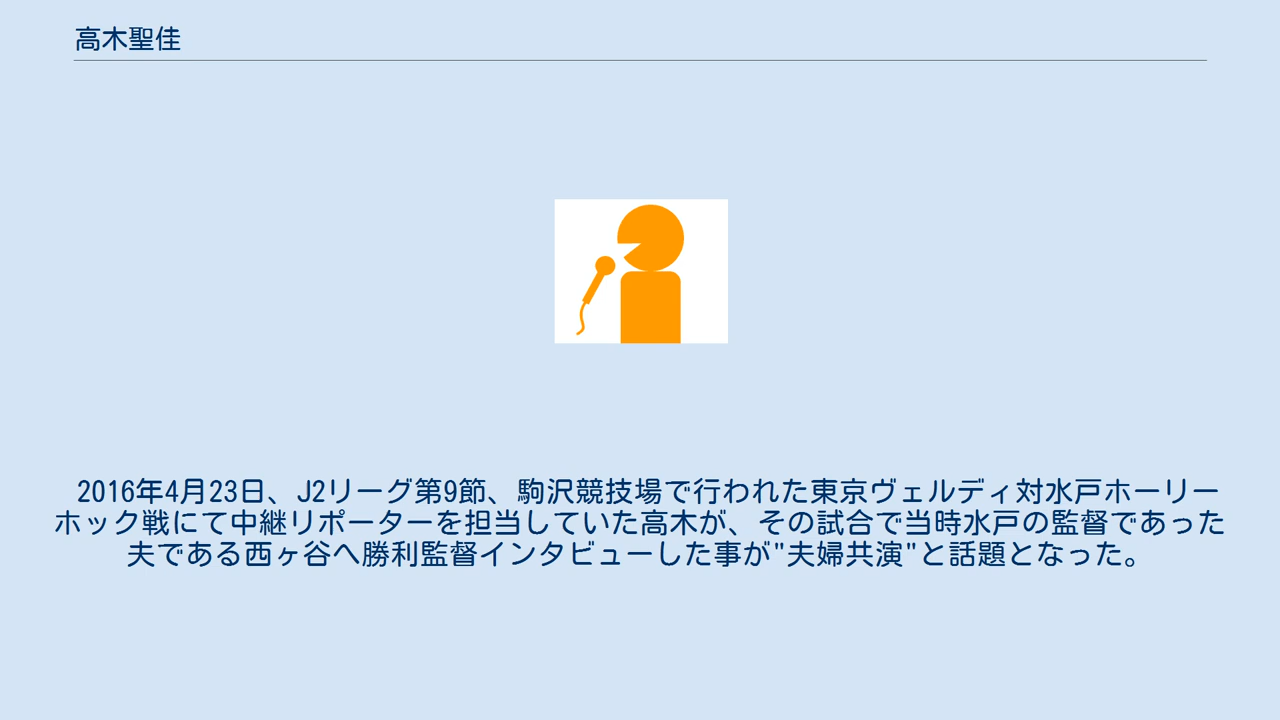 高木聖佳
2016年4月23日、J2リーグ第9節、駒沢競技場で行われた東京ヴェルディ対水戸ホーリー
ホック戦にて中継リポーターを担当していた高木が、その試合で当時水戸の監督であった
夫である西ヶ谷へ勝利監督インタビューした事が"夫婦共演"と話題となった。